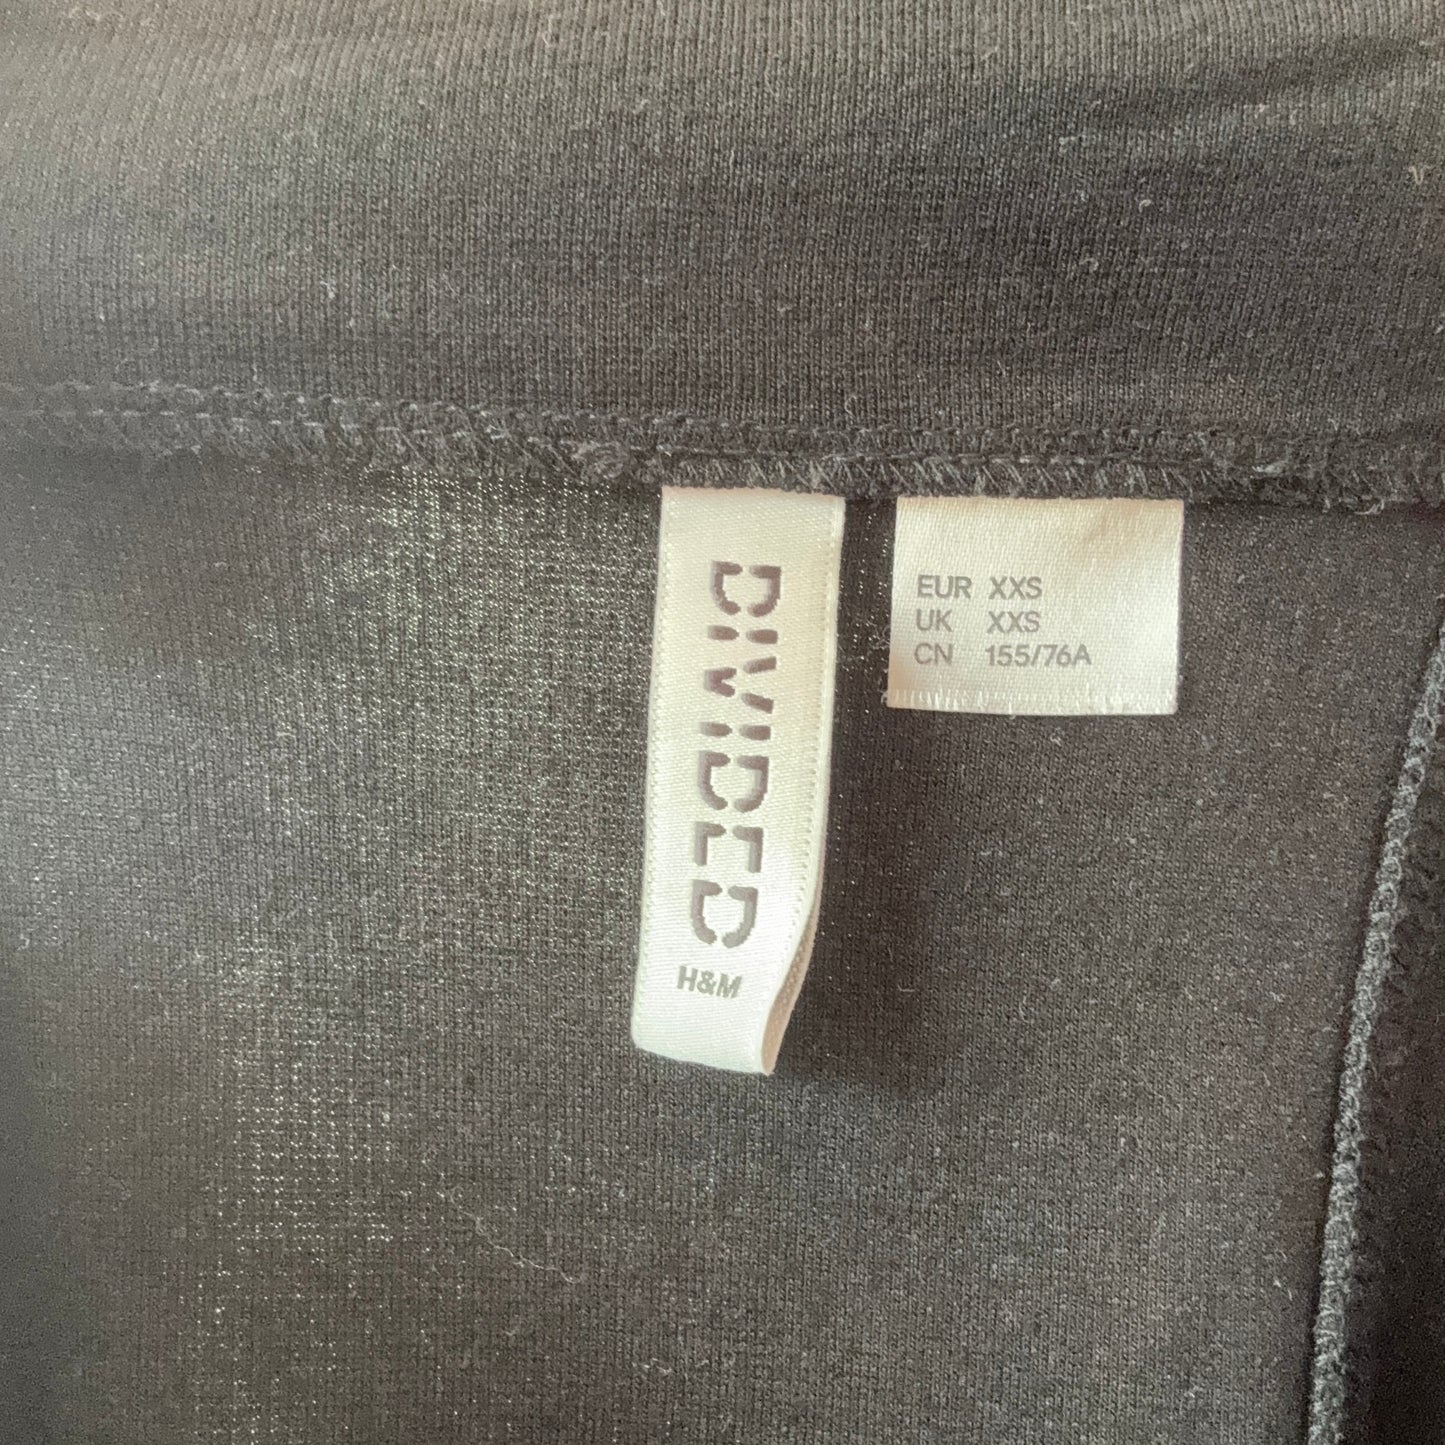 DIVIDED
H&M
EUR XXS
UK XXS
CN 155/76A